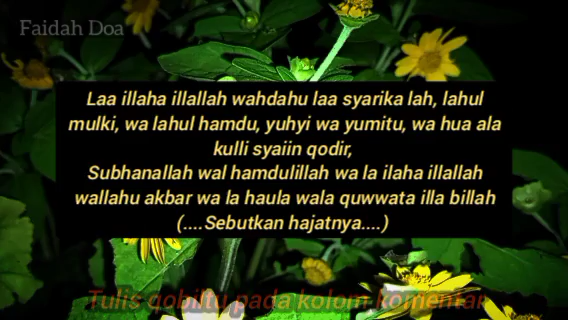 Faidah Doa
Laa illaha illallah wahdahu laa syarika lah, lahul
mulki, wa lahul hamdu, yuhyi wa yumitu, wa hua ala
kulli syaiin qodir,
Subhanallah wal hamdulillah wa la ilaha illallah
wallahu akbar wa la haula wala quwwata illa billah
(....Sebutkan hajatnya....)
Tulis qobiltu pada kolom komentar